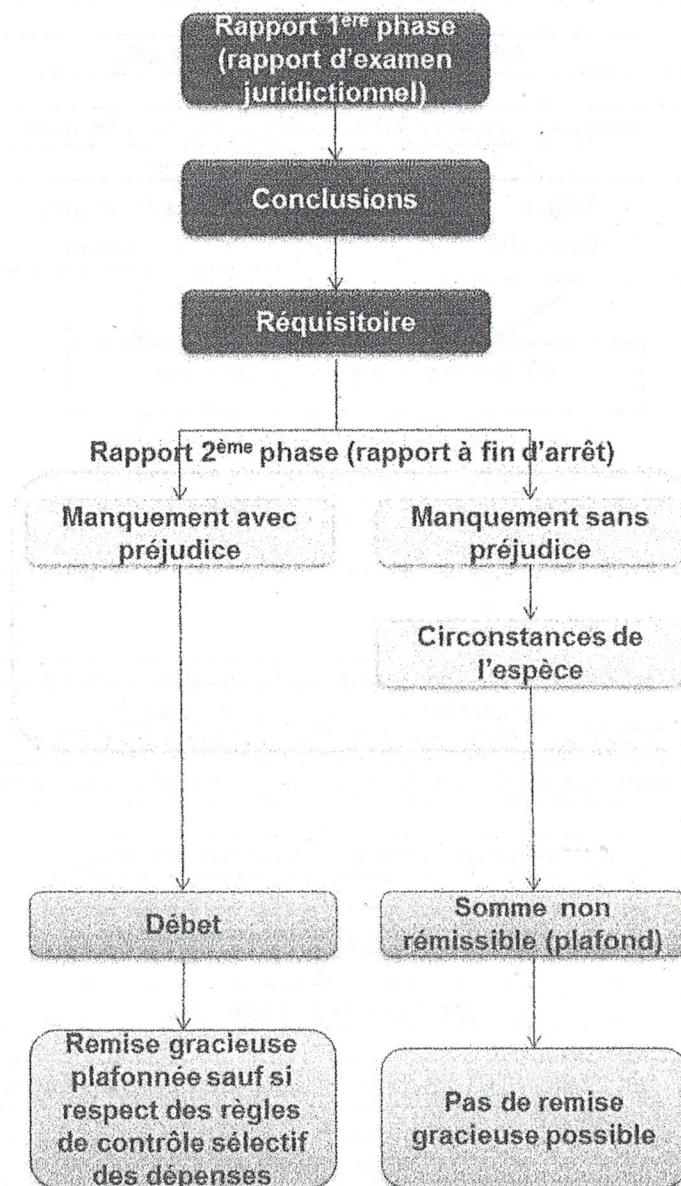 Rapport 1ère phase
(rapport d'examen
juridictionnel)
Conclusions
Réquisitoire
Rapport 2ème phase (rapport à fin d'arrêt)
Manquement avec
préjudice
Manquement sans
préjudice
Circonstances de
l'espèce
Débet
Somme non
rémissible (plafond)
Remise gracieuse
plafonnée sauf si
respect des règles
de contrôle sélectif
des dépenses
Pas de remise
gracieuse possible